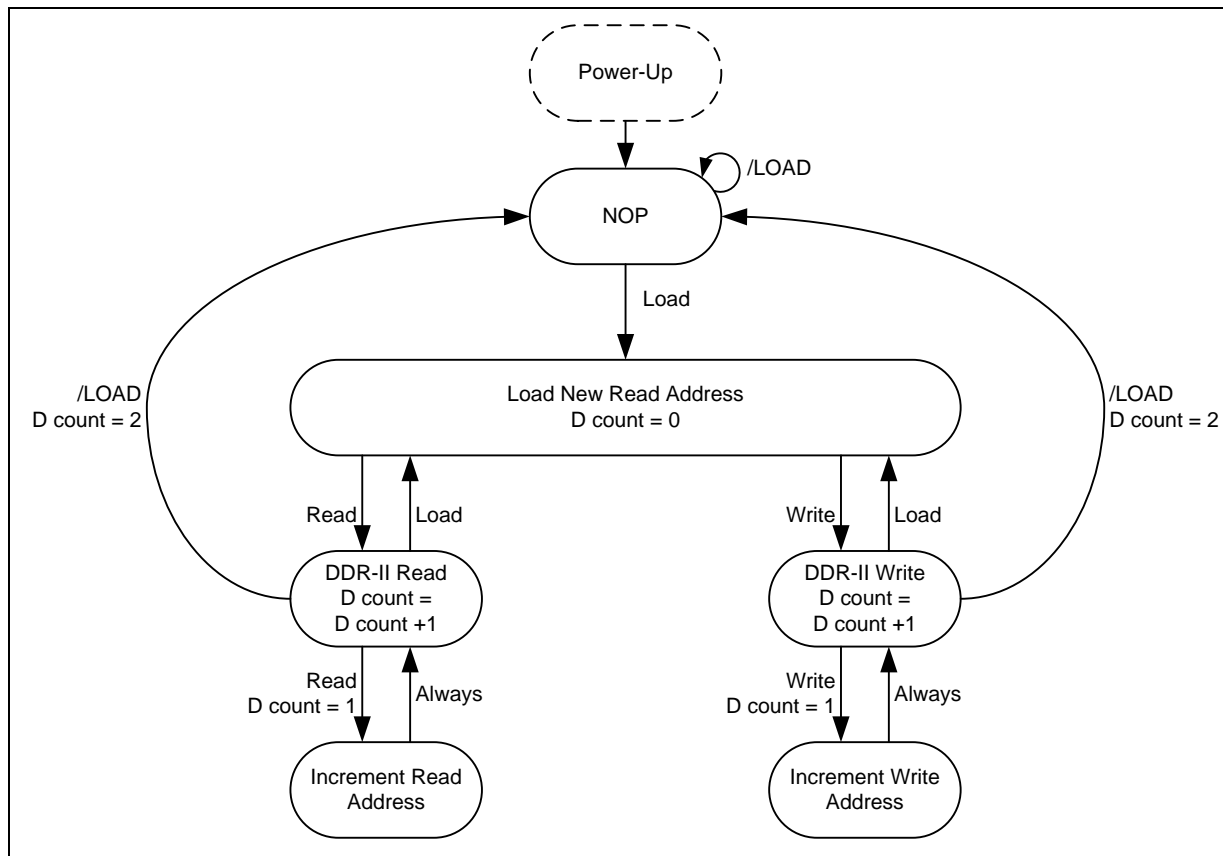 Power-Up
/LOAD
NOP
Load
Load New Read Address
D count = 0
/LOAD
D count = 2
/LOAD
D count = 2
Read
Load
Write
Load
DDR-II Read
D count =
D count +1
DDR-II Write
D count =
D count +1
Read
D count = 1
Always
Write
D count = 1
Always
Increment Read
Address
Increment Write
Address